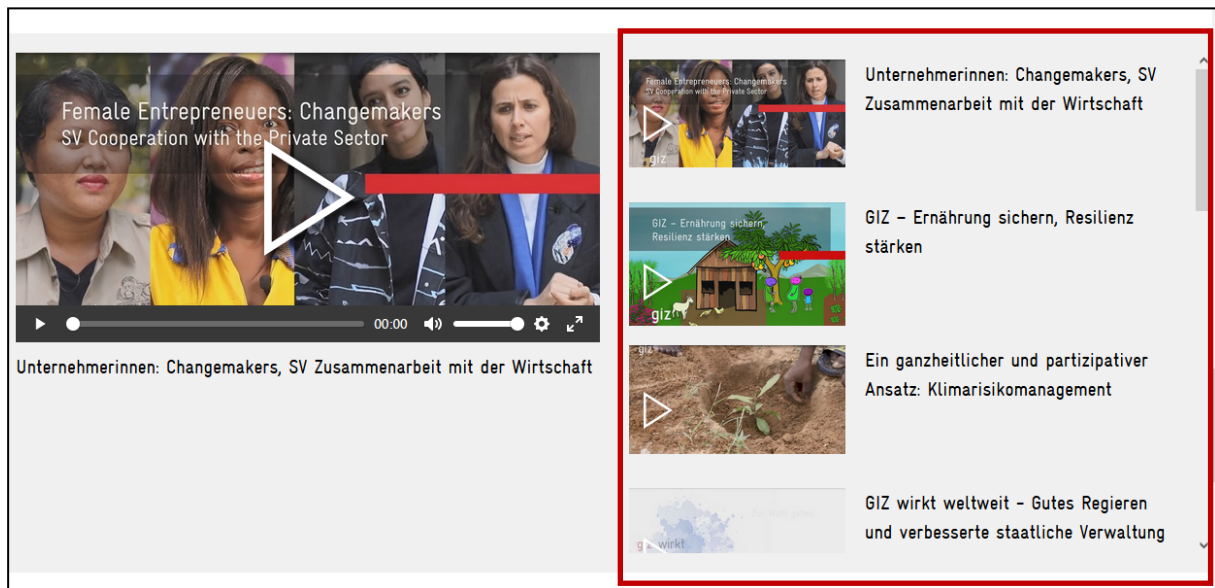 Female Entrepreneuers: Changemakers
SV Cooperation with the Private Sector
00:00
Unternehmerinnen: Changemakers, SV Zusammenarbeit mit der Wirtschaft
Female Entrepreneuers: Changemakers
SV Cooperation with the Private Sector
giz
Unternehmerinnen: Changemakers, SV
Zusammenarbeit mit der Wirtschaft
GIZ – Ernährung sichern,
Resilienz stärken
giz
GIZ – Ernährung sichern, Resilienz
stärken
giz
Ein ganzheitlicher und partizipativer
Ansatz: Klimarisikomanagement
wirkt
GIZ wirkt weltweit – Gutes Regieren
und verbesserte staatliche Verwaltung